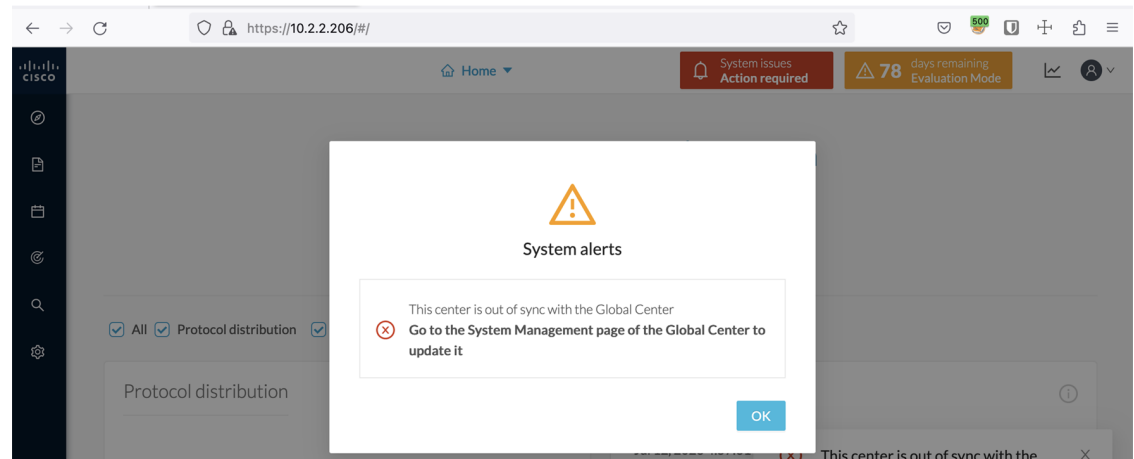 https://10.2.2.206/#/
500
CISCO
Home
System issues
Action required
78 days remaining
Evaluation Mode
System alerts
This center is out of sync with the Global Center
Go to the System Management page of the Global Center to
update it
All Protocol distribution
Protocol distribution
OK
This center is out of sync with the